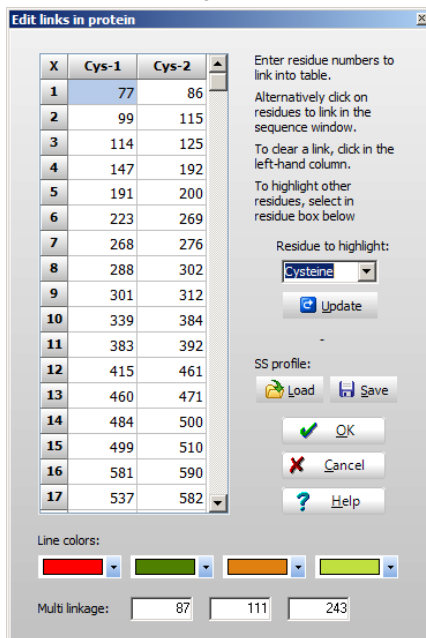 Edit links in protein
X Cys-1 Cys-2
1 77 86
2 99 115
3 114 125
4 147 192
5 191 200
6 223 269
7 268 276
8 288 302
9 301 312
10 339 384
11 383 392
12 415 461
13 460 471
14 484 500
15 499 510
16 581 590
17 537 582
Enter residue numbers to
link into table.
Alternatively click on
residues to link in the
sequence window.
To clear a link, click in the
left-hand column.
To highlight other
residues, select in
residue box below
Residue to highlight:
Cysteine
Update
-
SS profile:
Load Save
OK
Cancel
? Help
Line colors:
Multi linkage: 87 111 243